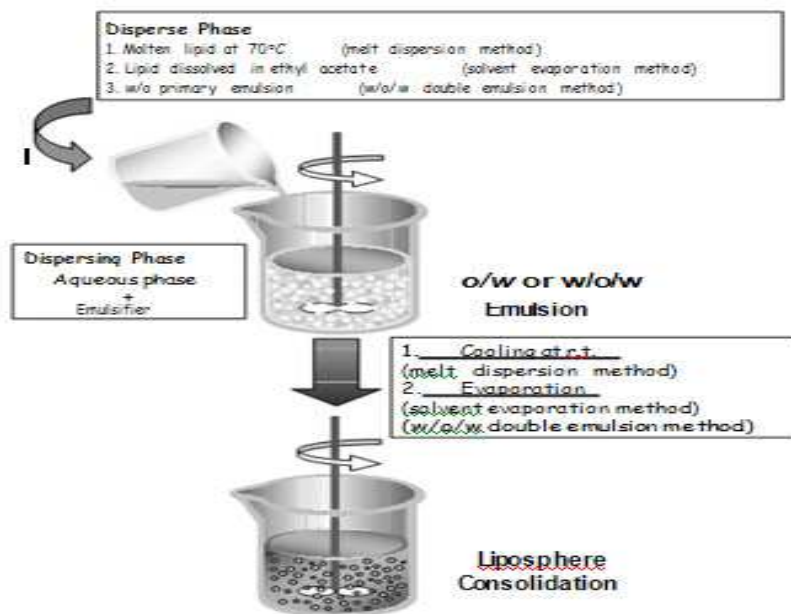 Disperse Phase
1. Molten lipid at 70°C (melt dispersion method)
2. Lipid dissolved in ethyl acetate (solvent evaporation method)
3. w/o primary emulsion (w/o/w double emulsion method)
I
Dispersing Phase
Aqueous phase
+
Emulsifier
o/w or w/o/w
Emulsion
1. Cooling at r.t.
(melt dispersion method)
2. Evaporation
(solvent evaporation method)
(w/o/w double emulsion method)
Liposphere
Consolidation